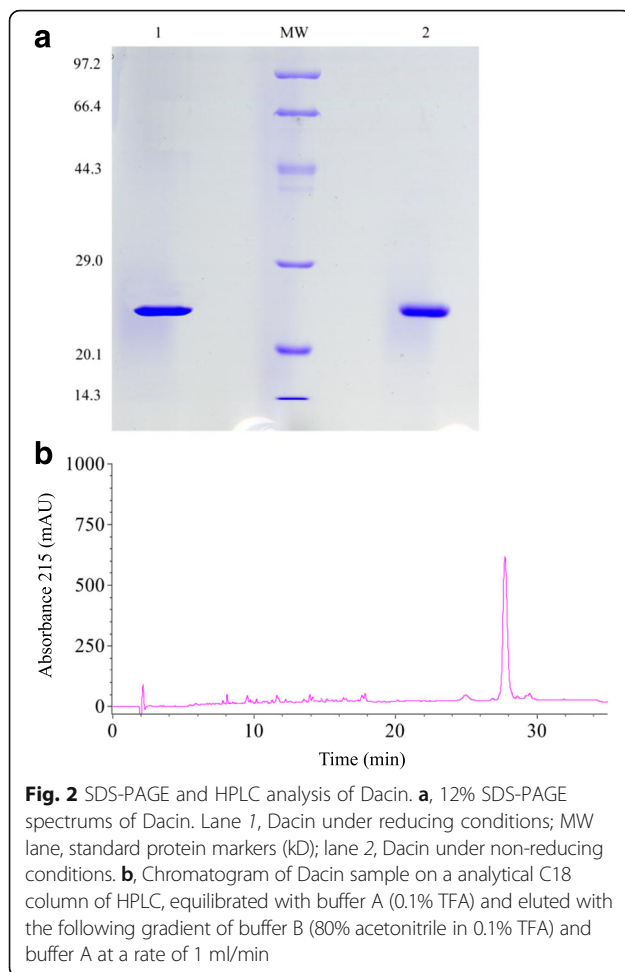 a
1 MW 2
97.2
66.4
44.3
29.0
20.1
14.3
b
1000
750
500
250
0
Absorbance 215 (mAU)
0 10 20 30
Time (min)
Fig. 2 SDS-PAGE and HPLC analysis of Dacin. a, 12% SDS-PAGE
spectrums of Dacin. Lane 1, Dacin under reducing conditions; MW
lane, standard protein markers (kD); lane 2, Dacin under non-reducing
conditions. b, Chromatogram of Dacin sample on a analytical C18
column of HPLC, equilibrated with buffer A (0.1% TFA) and eluted with
the following gradient of buffer B (80% acetonitrile in 0.1% TFA) and
buffer A at a rate of 1 ml/min